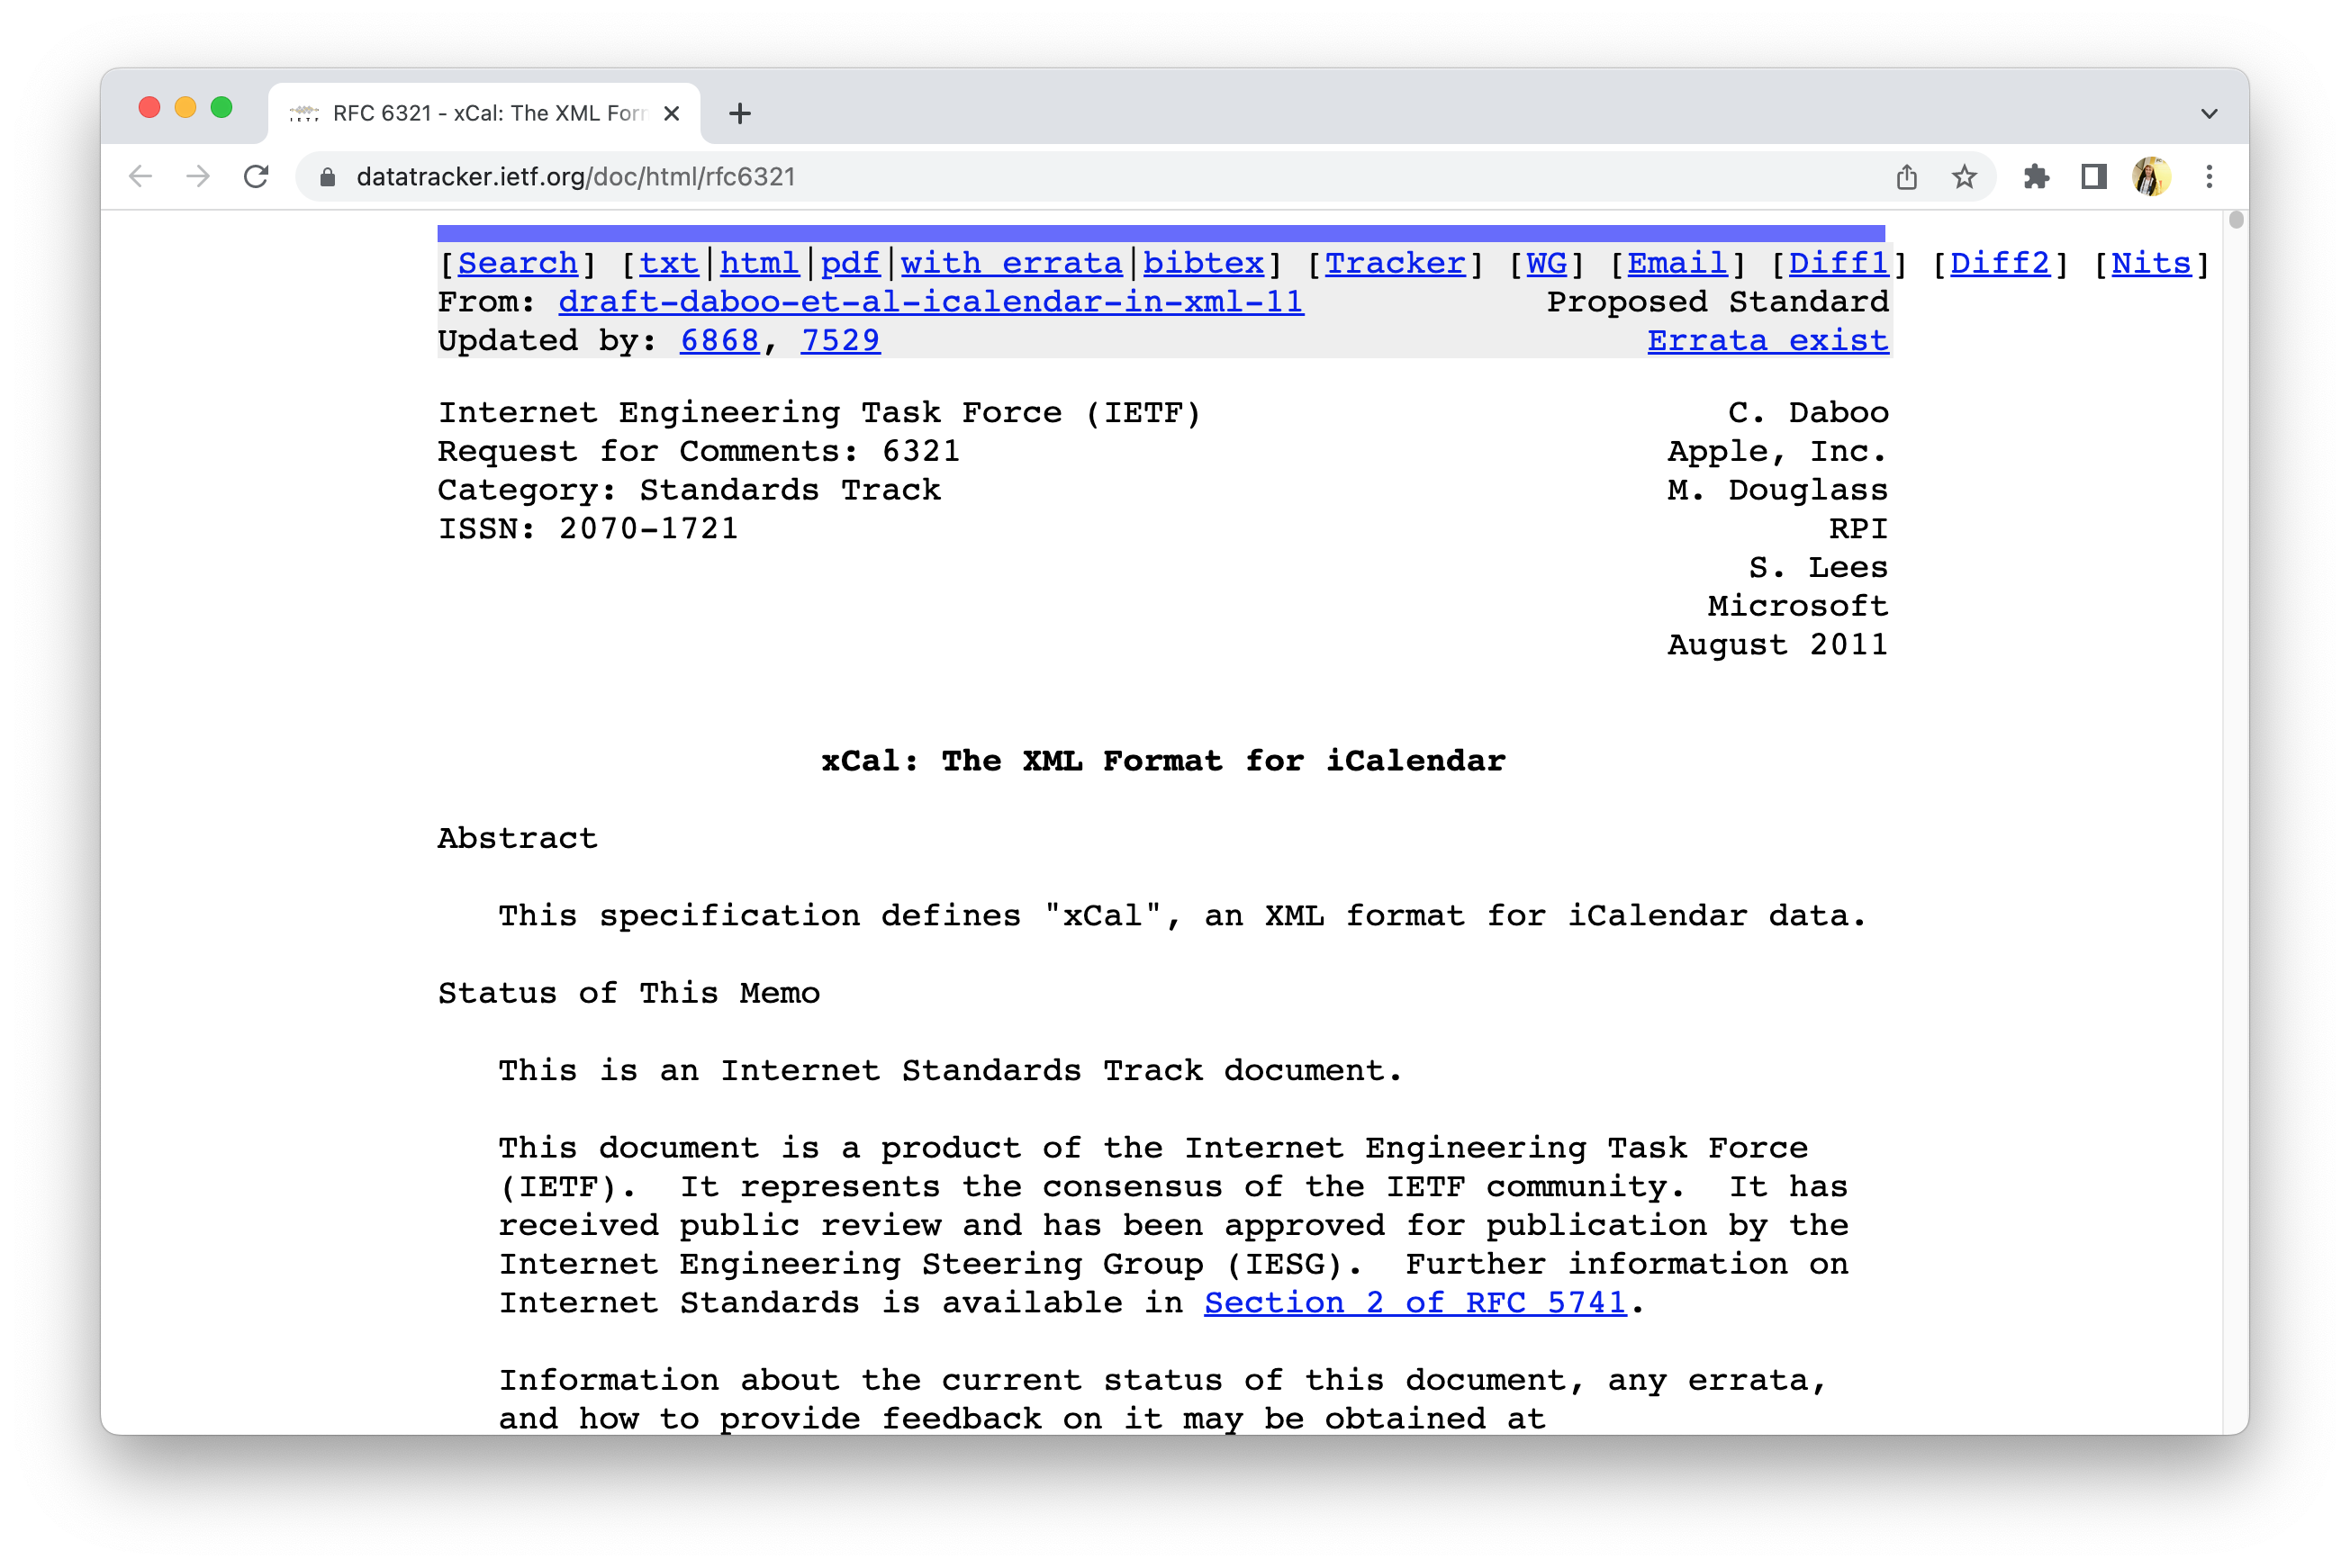 RFC 6321 - xCal: The XML For
datatracker.ietf.org/doc/html/rfc6321
[Search] [txt|html|pdf|with errata|bibtex] [Tracker] [WG] [Email] [Diff1] [Diff2] [Nits]
From: draft-daboo-et-al-icalendar-in-xml-11 Proposed Standard
Updated by: 6868, 7529 Errata exist
Internet Engineering Task Force (IETF) C. Daboo
Request for Comments: 6321 Apple, Inc.
Category: Standards Track M. Douglass
ISSN: 2070-1721 RPI
S. Lees
Microsoft
August 2011
xCal: The XML Format for iCalendar
Abstract
This specification defines "xCal", an XML format for iCalendar data.
Status of This Memo
This is an Internet Standards Track document.
This document is a product of the Internet Engineering Task Force
(IETF).  It represents the consensus of the IETF community.  It has
received public review and has been approved for publication by the
Internet Engineering Steering Group (IESG).  Further information on
Internet Standards is available in Section 2 of RFC 5741.
Information about the current status of this document, any errata,
and how to provide feedback on it may be obtained at